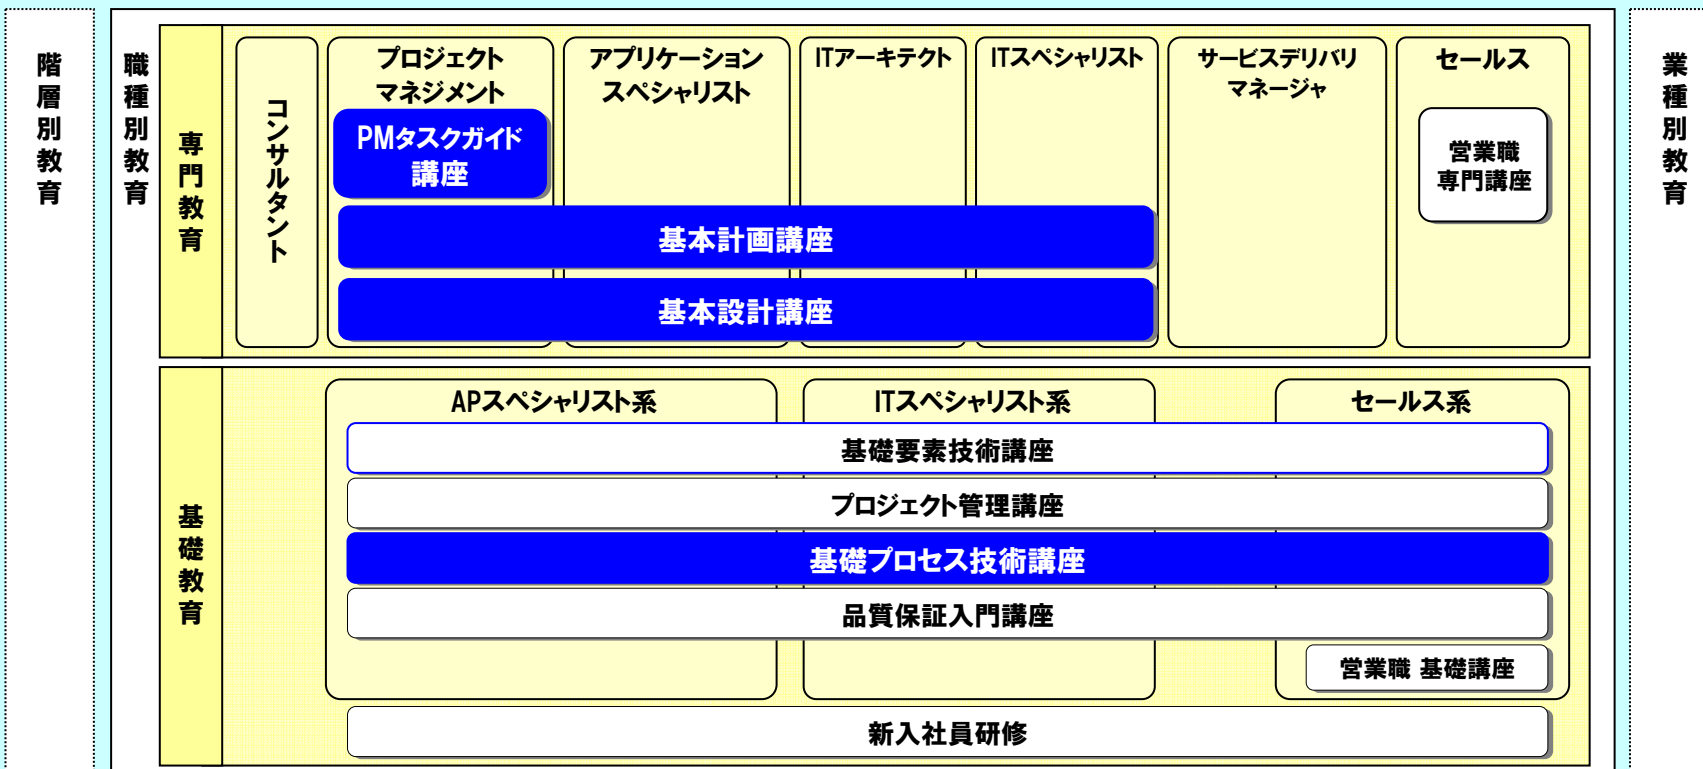 階層別教育
職種別教育
専門教育
コンサルタント
プロジェクト
マネジメント
PMタスクガイド
講座
アプリケーション
スペシャリスト
ITアーキテクト
ITスペシャリスト
サービスデリバリ
マネージャ
セールス
営業職
専門講座
基本計画講座
基本設計講座
基礎教育
APスペシャリスト系
ITスペシャリスト系
セールス系
基礎要素技術講座
プロジェクト管理講座
基礎プロセス技術講座
品質保証入門講座
営業職 基礎講座
新入社員研修
業種別教育